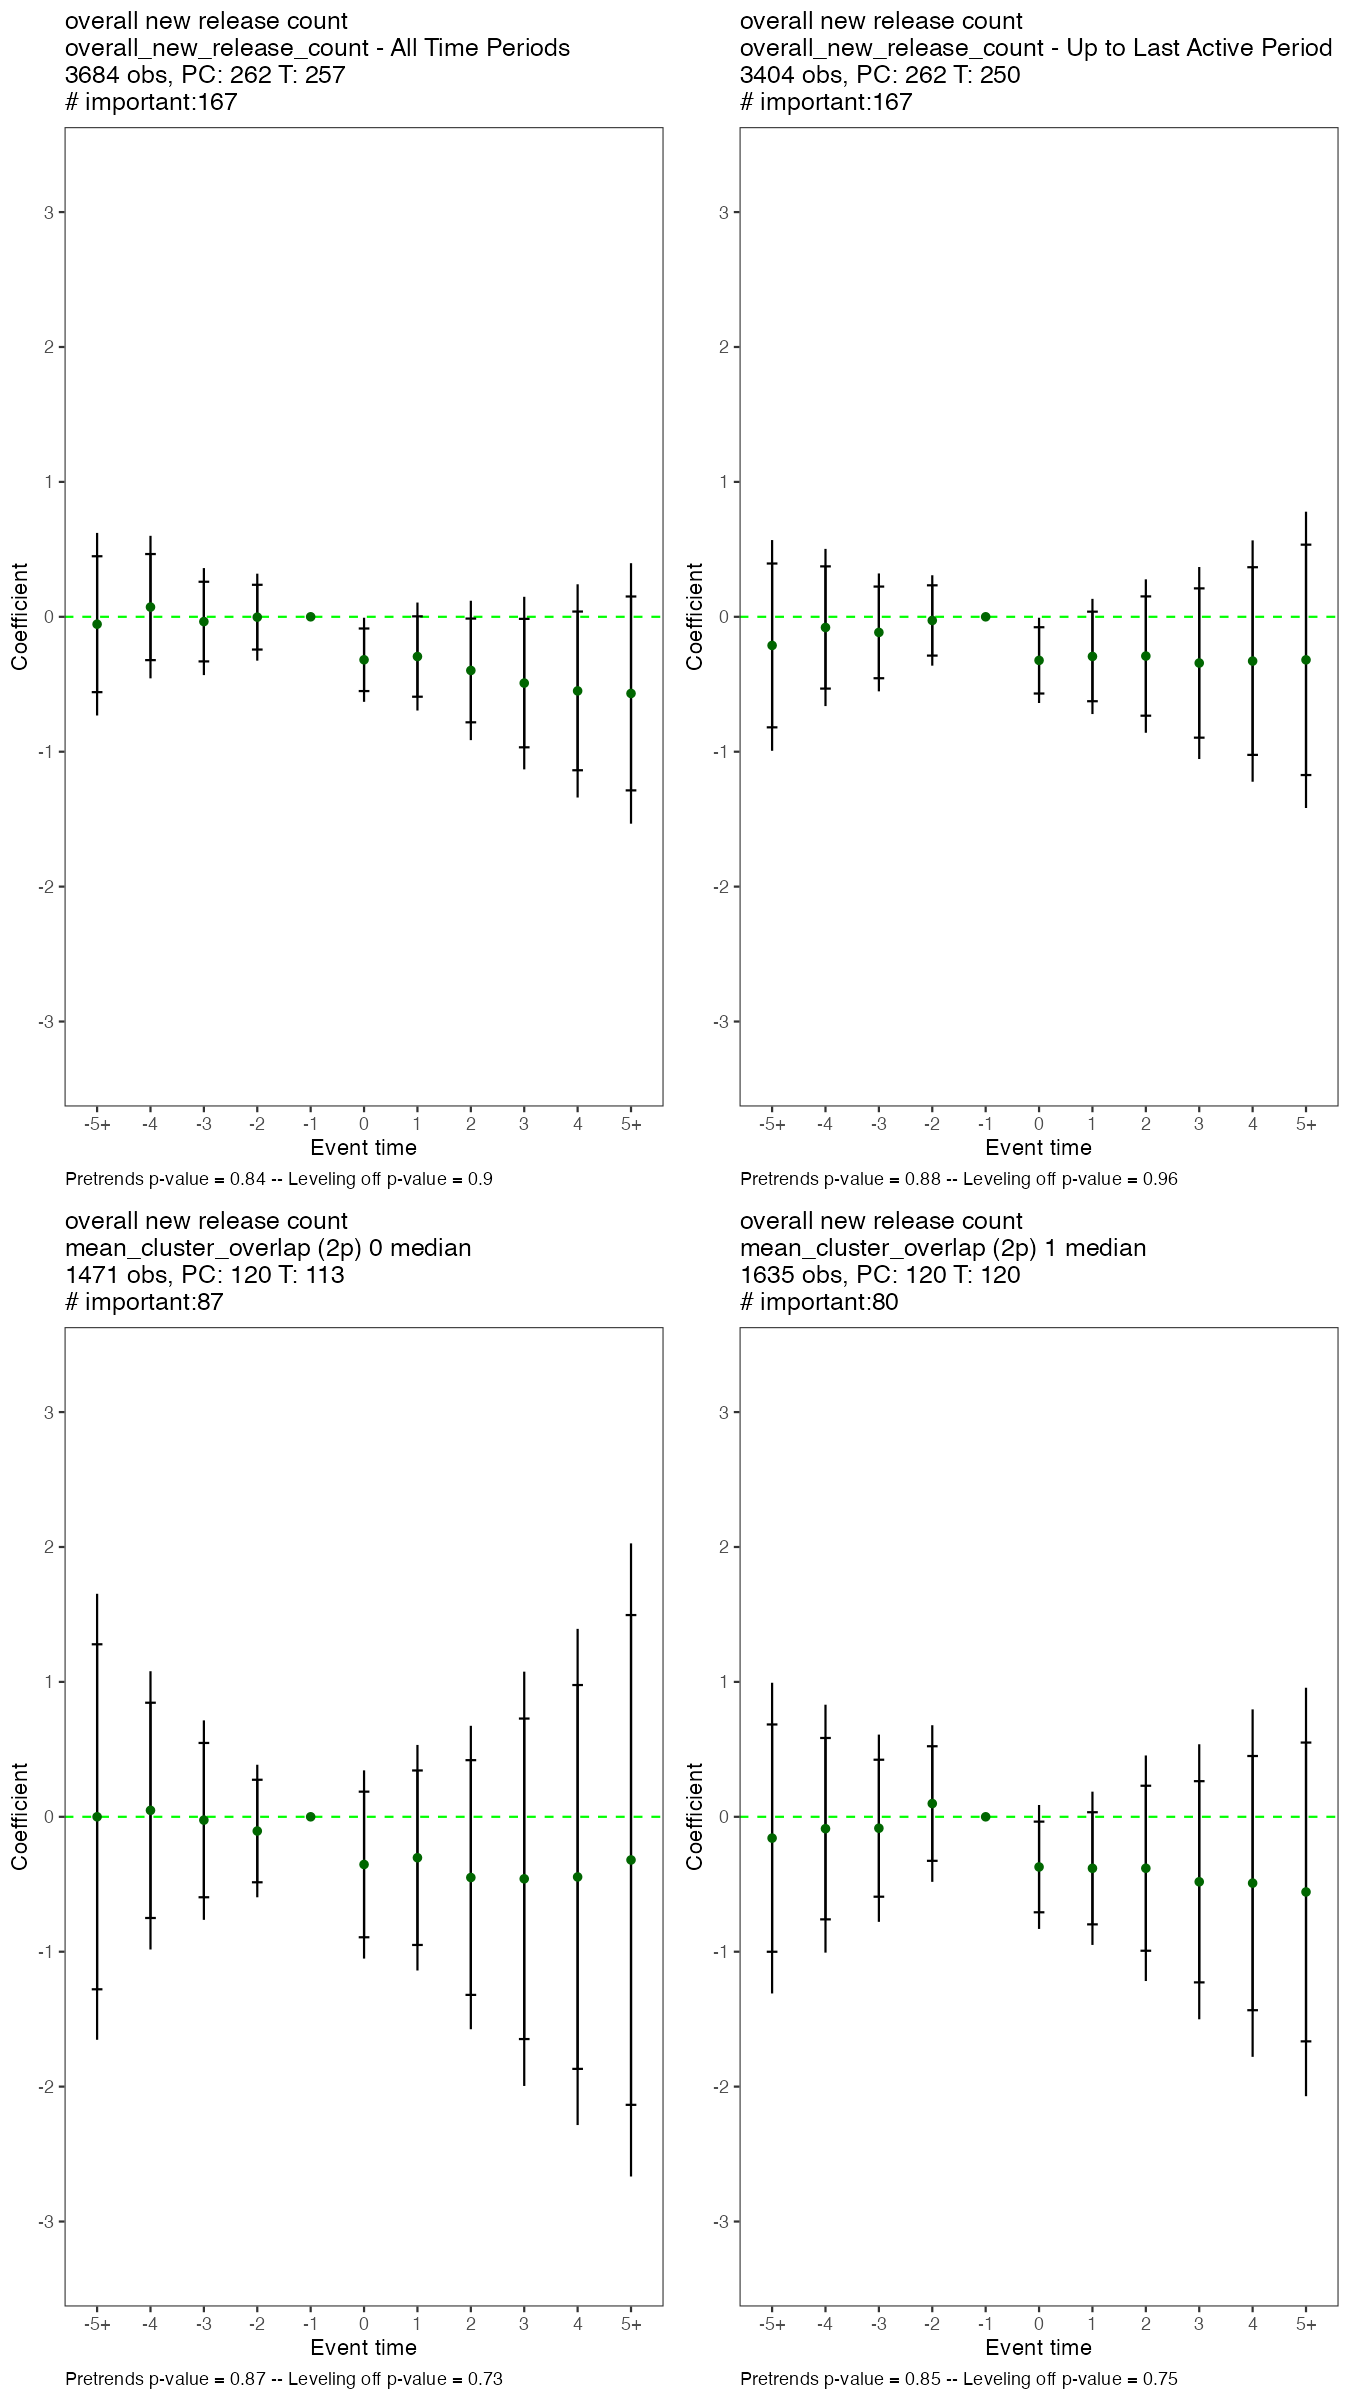 overall new release count
overall_new_release_count - All Time Periods
3684 obs, PC: 262 T: 257
# important:167
3
2
1
0
-1
-2
-3
Coefficient
-5+ -4 -3 -2 -1 0 1 2 3 4 5+
Event time
Pretrends p-value = 0.84 -- Leveling off p-value = 0.9
overall new release count
overall_new_release_count - Up to Last Active Period
3404 obs, PC: 262 T: 250
# important:167
3
2
1
0
-1
-2
-3
Coefficient
-5+ -4 -3 -2 -1 0 1 2 3 4 5+
Event time
Pretrends p-value = 0.88 -- Leveling off p-value = 0.96
overall new release count
mean_cluster_overlap (2p) 0 median
1471 obs, PC: 120 T: 113
# important:87
3
2
1
0
-1
-2
-3
Coefficient
-5+ -4 -3 -2 -1 0 1 2 3 4 5+
Event time
Pretrends p-value = 0.87 -- Leveling off p-value = 0.73
overall new release count
mean_cluster_overlap (2p) 1 median
1635 obs, PC: 120 T: 120
# important:80
3
2
1
0
-1
-2
-3
Coefficient
-5+ -4 -3 -2 -1 0 1 2 3 4 5+
Event time
Pretrends p-value = 0.85 -- Leveling off p-value = 0.75